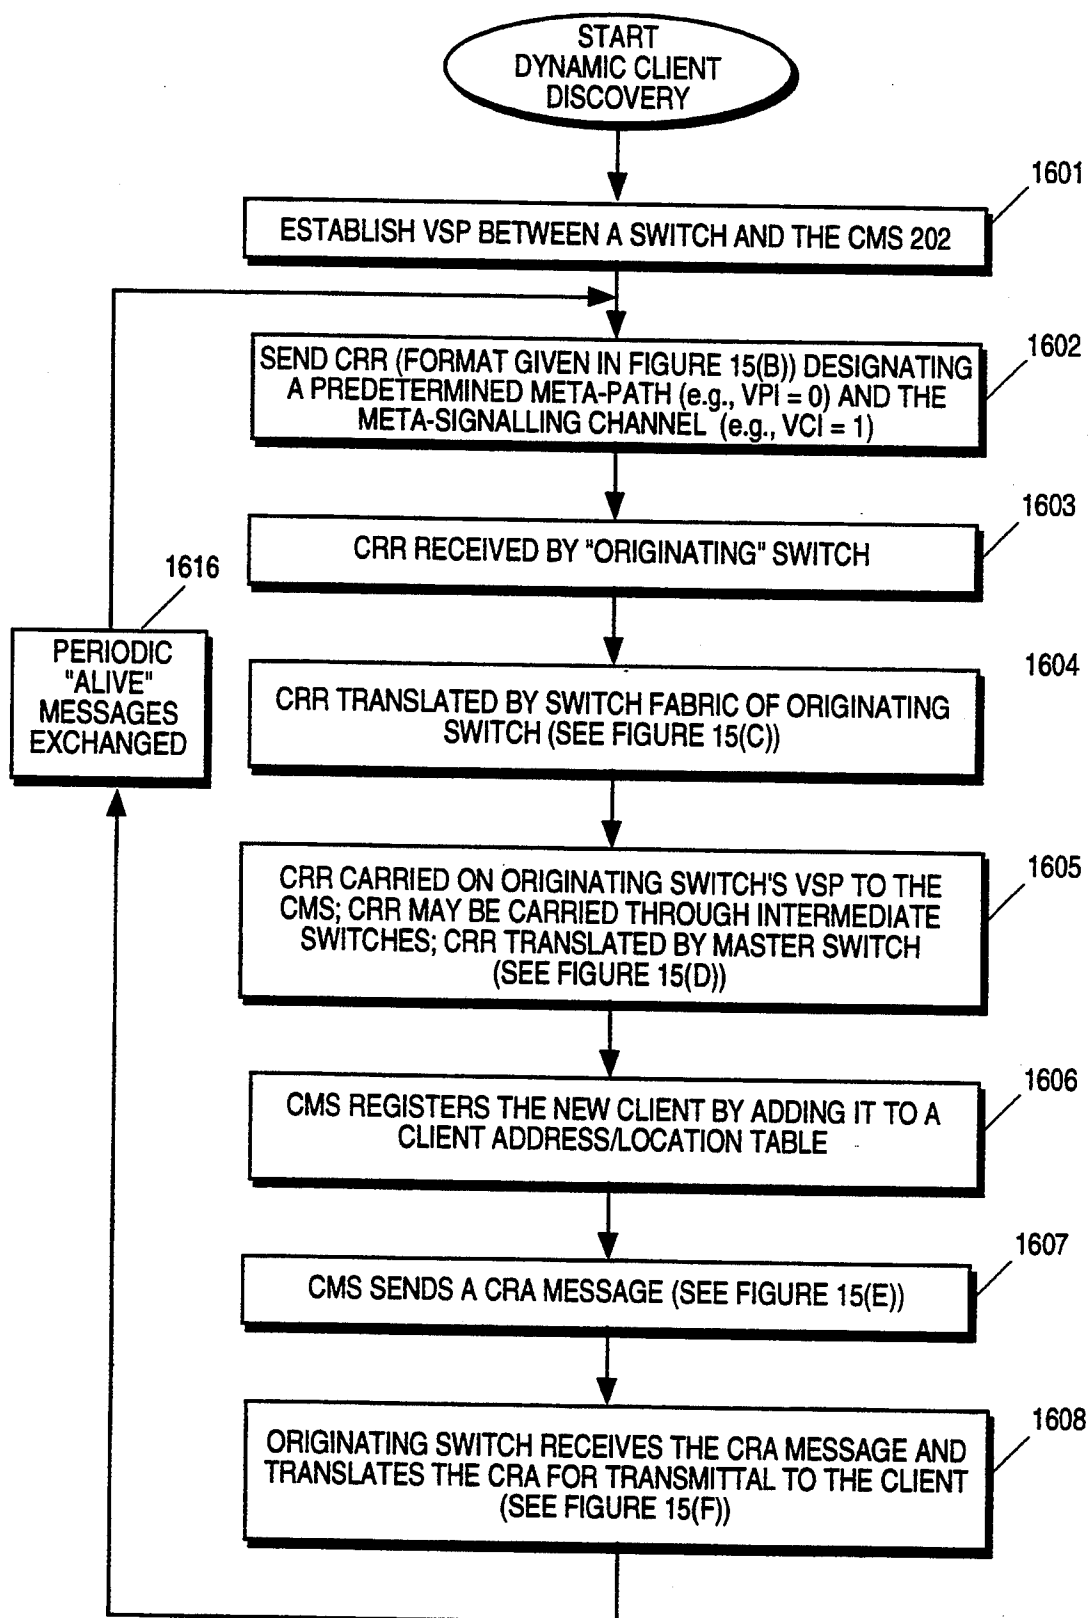 START
DYNAMIC CLIENT
DISCOVERY
1601
ESTABLISH VSP BETWEEN A SWITCH AND THE CMS 202
1602
SEND CRR (FORMAT GIVEN IN FIGURE 15(B)) DESIGNATING
A PREDETERMINED META-PATH (e.g., VPI = 0) AND THE
META-SIGNALLING CHANNEL (e.g., VCI = 1)
1603
CRR RECEIVED BY "ORIGINATING" SWITCH
1616
PERIODIC
"ALIVE"
MESSAGES
EXCHANGED
1604
CRR TRANSLATED BY SWITCH FABRIC OF ORIGINATING
SWITCH (SEE FIGURE 15(C))
1605
CRR CARRIED ON ORIGINATING SWITCH'S VSP TO THE
CMS; CRR MAY BE CARRIED THROUGH INTERMEDIATE
SWITCHES; CRR TRANSLATED BY MASTER SWITCH
(SEE FIGURE 15(D))
1606
CMS REGISTERS THE NEW CLIENT BY ADDING IT TO A
CLIENT ADDRESS/LOCATION TABLE
1607
CMS SENDS A CRA MESSAGE (SEE FIGURE 15(E))
1608
ORIGINATING SWITCH RECEIVES THE CRA MESSAGE AND
TRANSLATES THE CRA FOR TRANSMITTAL TO THE CLIENT
(SEE FIGURE 15(F))